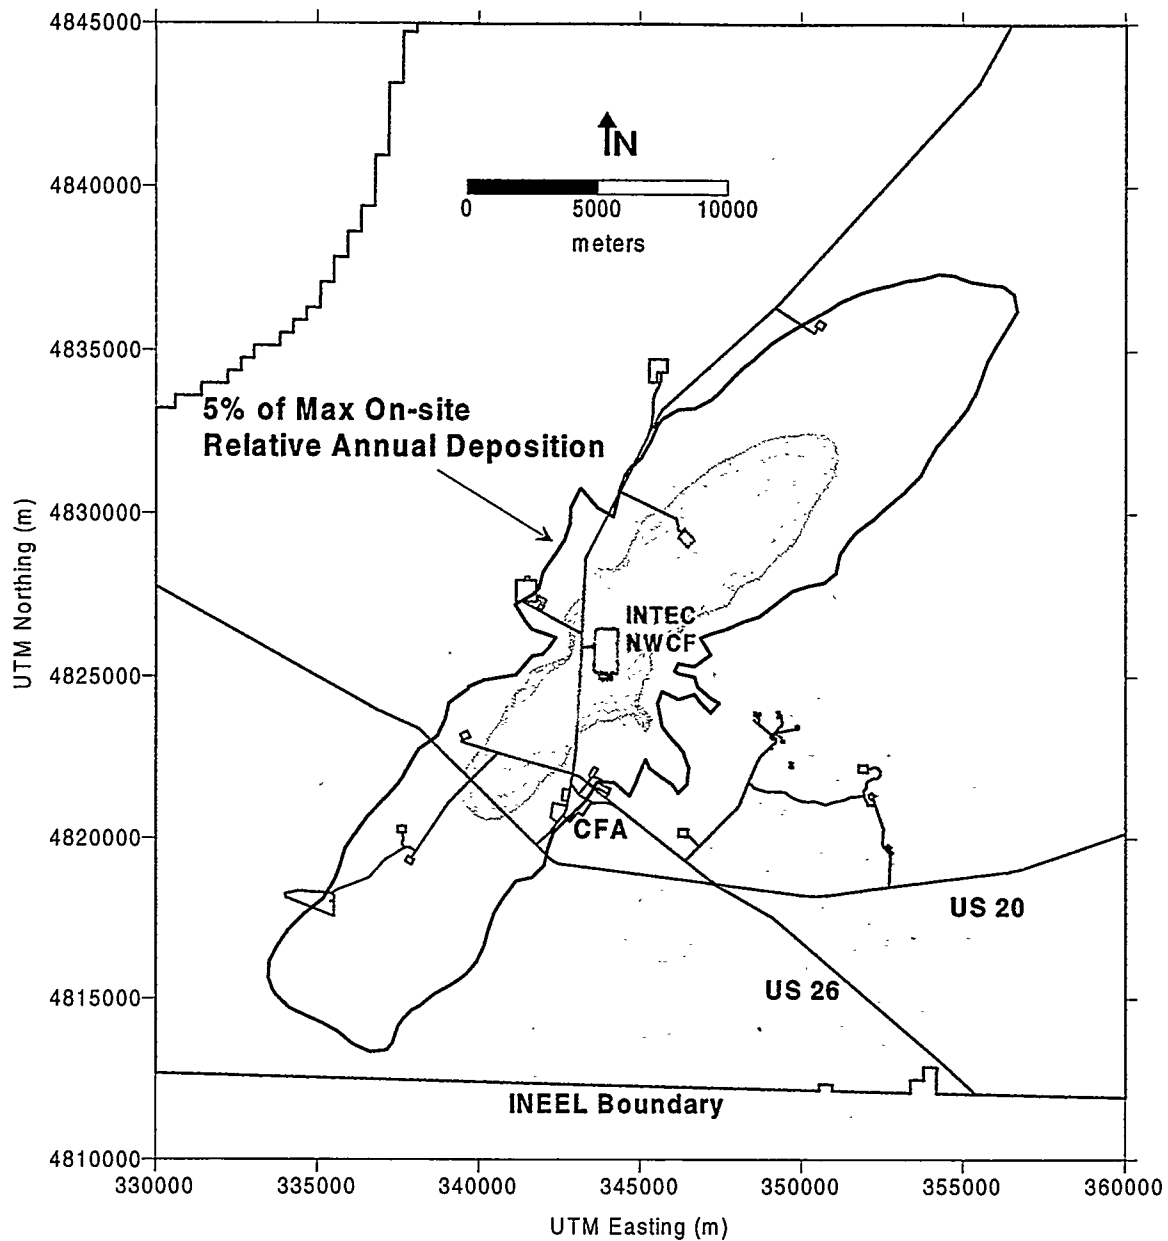 4845000
N
4840000
0 5000 10000
meters
4835000
5% of Max On-site
Relative Annual Deposition
4830000
UTM Northing (m)
INTEC
NWCF
4825000
4820000
CFA
US 20
US 26
4815000
INEEL Boundary
4810000
330000 335000 340000 345000 350000 355000 360000
UTM Easting (m)